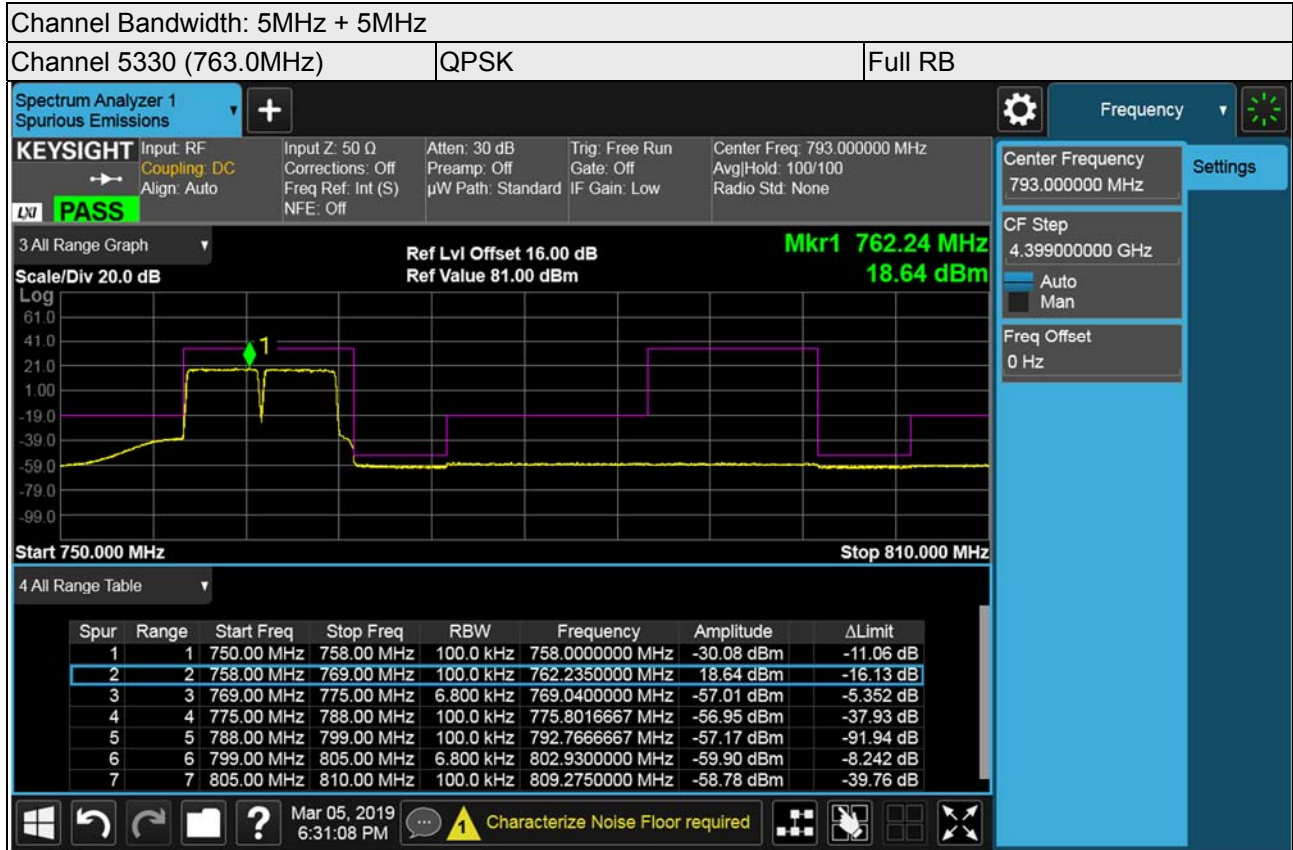 Channel Bandwidth: 5MHz + 5MHz
Channel 5330 (763.0MHz) QPSK Full RB
Spectrum Analyzer 1
Spurious Emissions
+
Frequency
KEYSIGHT Input: RF Input Z: 50 Ω Atten: 30 dB Trig: Free Run Center Freq: 793.000000 MHz
Coupling: DC Corrections: Off Preamp: Off Gate: Off Avg|Hold: 100/100
Align: Auto Freq Ref: Int (S) µW Path: Standard IF Gain: Low Radio Std: None
LXI PASS NFE: Off
Center Frequency
793.000000 MHz
Settings
CF Step
4.399000000 GHz
Auto
Man
Freq Offset
0 Hz
3 All Range Graph
Ref Lvl Offset 16.00 dB
Mkr1 762.24 MHz
Scale/Div 20.0 dB
Ref Value 81.00 dBm
18.64 dBm
Log
61.0
41.0
1
21.0
1.00
-19.0
-39.0
-59.0
-79.0
-99.0
Start 750.000 MHz Stop 810.000 MHz
4 All Range Table
Spur Range Start Freq Stop Freq RBW Frequency Amplitude ΔLimit
1 1 750.00 MHz 758.00 MHz 100.0 kHz 758.0000000 MHz -30.08 dBm -11.06 dB
2 2 758.00 MHz 769.00 MHz 100.0 kHz 762.2350000 MHz 18.64 dBm -16.13 dB
3 3 769.00 MHz 775.00 MHz 6.800 kHz 769.0400000 MHz -57.01 dBm -5.352 dB
4 4 775.00 MHz 788.00 MHz 100.0 kHz 775.8016667 MHz -56.95 dBm -37.93 dB
5 5 788.00 MHz 799.00 MHz 100.0 kHz 792.7666667 MHz -57.17 dBm -91.94 dB
6 6 799.00 MHz 805.00 MHz 6.800 kHz 802.9300000 MHz -59.90 dBm -8.242 dB
7 7 805.00 MHz 810.00 MHz 100.0 kHz 809.2750000 MHz -58.78 dBm -39.76 dB
?
Mar 05, 2019
6:31:08 PM
1 Characterize Noise Floor required